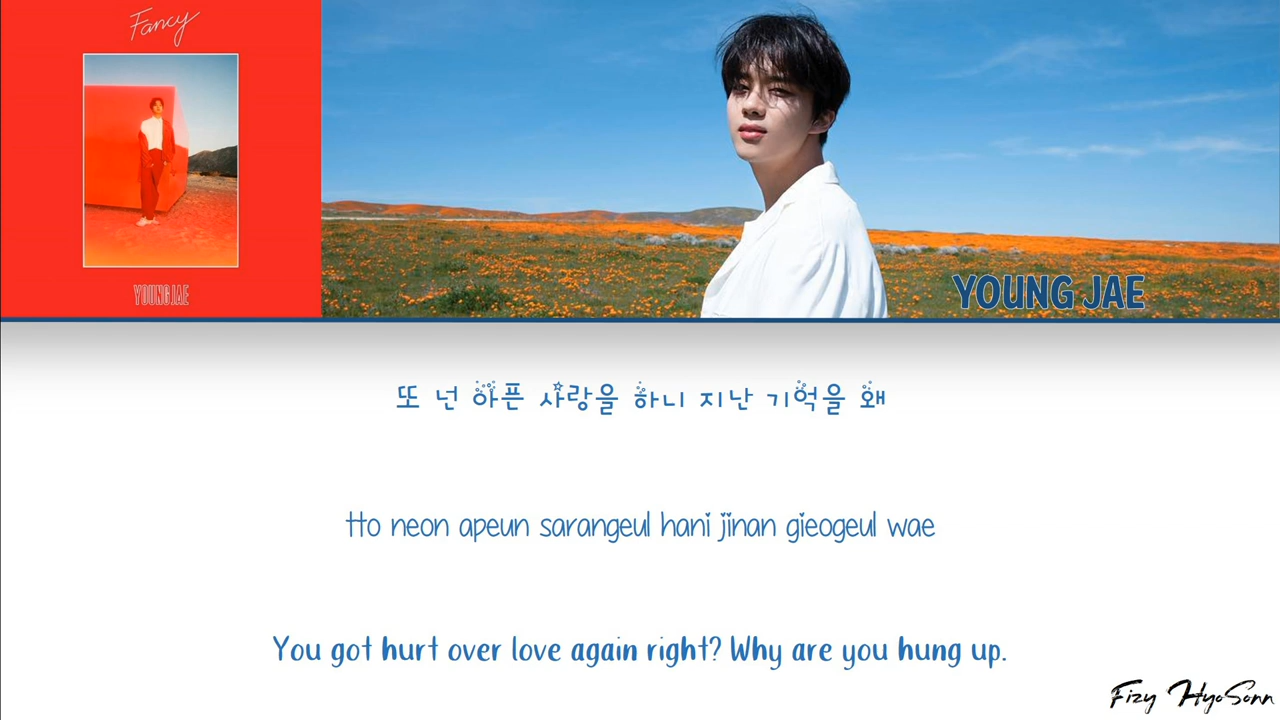 Fancy
YOUNGJAE
YOUNG JAE
또 넌 아픈 사랑을 하니 지난 기억을 왜
tto neon apeun sarangeul hani jinan gieogeul wae
You got hurt over love again right? Why are you hung up.
Fizy HyoSonn